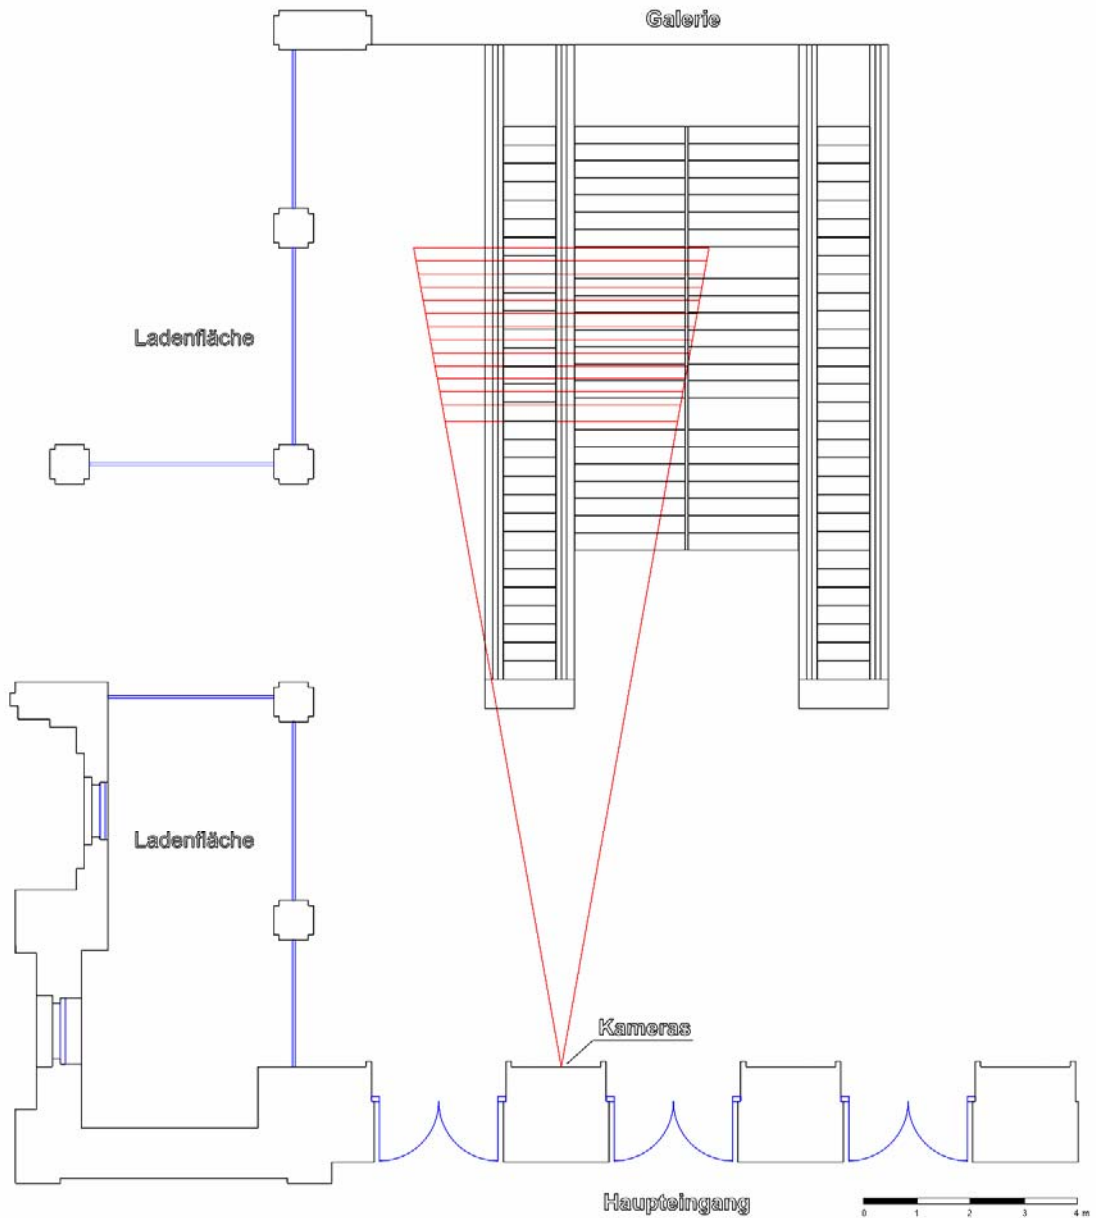 Galerie
Ladenfläche
Ladenfläche
Kameras
Haupteingang
0 1 2 3 4 m